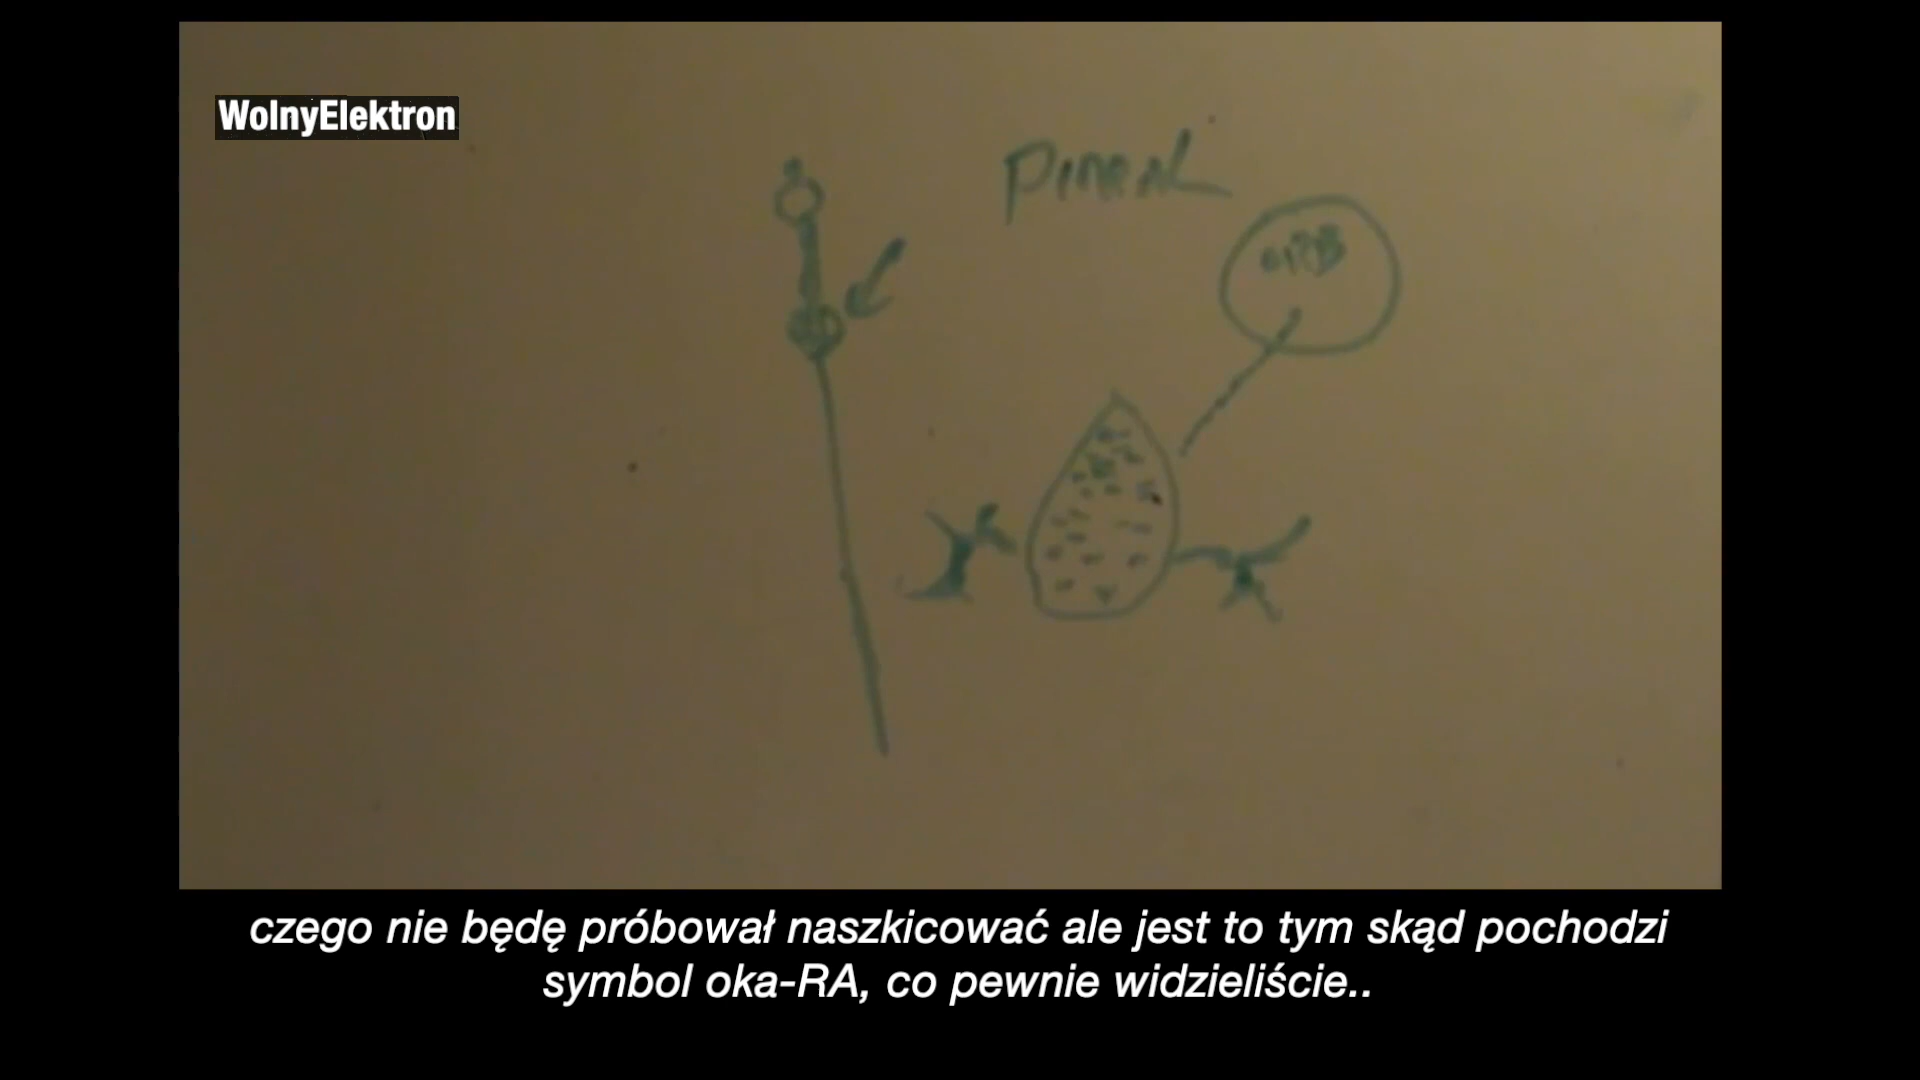 WolnyElektron
PINEAL
czego nie będę próbował naszkicować ale jest to tym skąd pochodzi
symbol oka-RA, co pewnie widzieliście..